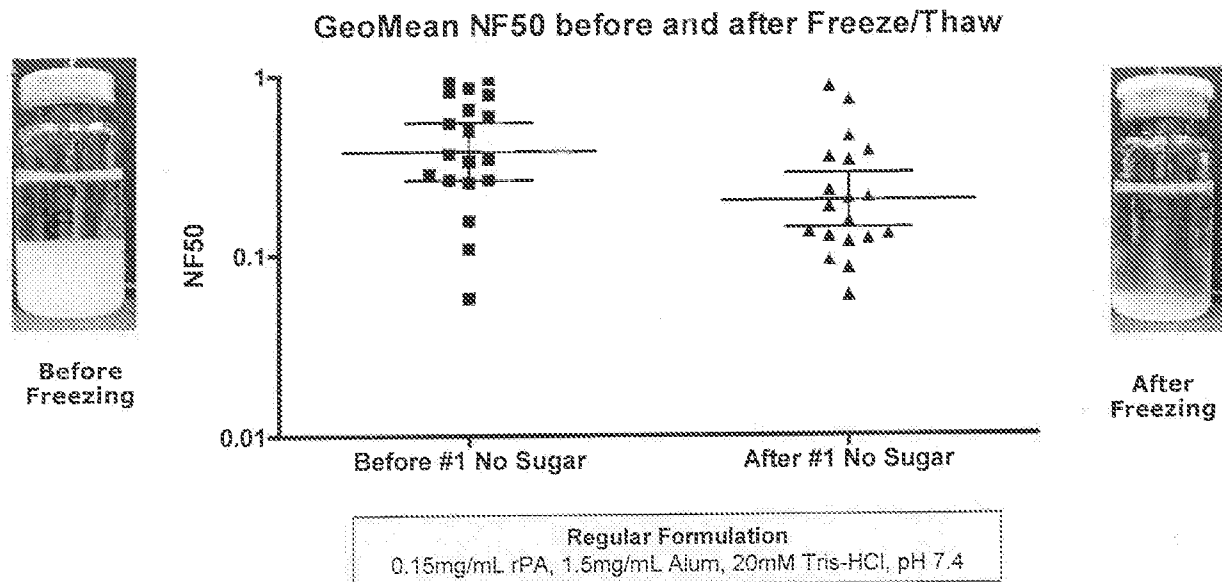 GeoMean NF50 before and after Freeze/Thaw
1
0.1
0.01
NF50
Before
Freezing
After
Freezing
Before #1 No Sugar
After #1 No Sugar
Regular Formulation
0.15mg/mL rPA, 1.5mg/mL Alum, 20mM Tris-HCl, pH 7.4